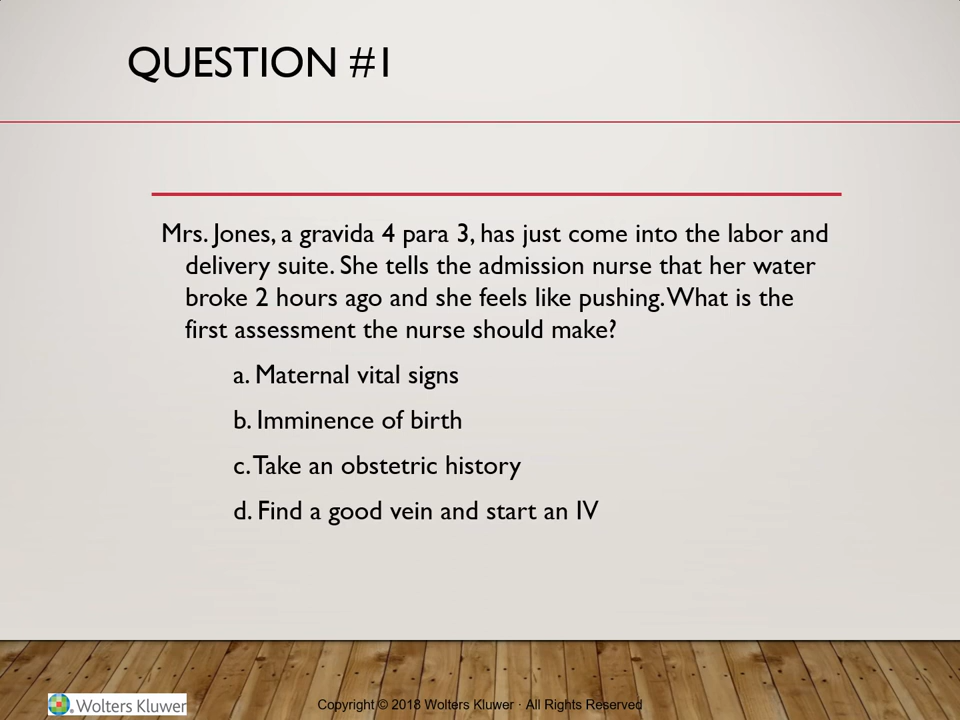 QUESTION #1
Mrs. Jones, a gravida 4 para 3, has just come into the labor and
delivery suite. She tells the admission nurse that her water
broke 2 hours ago and she feels like pushing. What is the
first assessment the nurse should make?
a. Maternal vital signs
b. Imminence of birth
c. Take an obstetric history
d. Find a good vein and start an IV
Wolters Kluwer
Copyright © 2018 Wolters Kluwer · All Rights Reserved